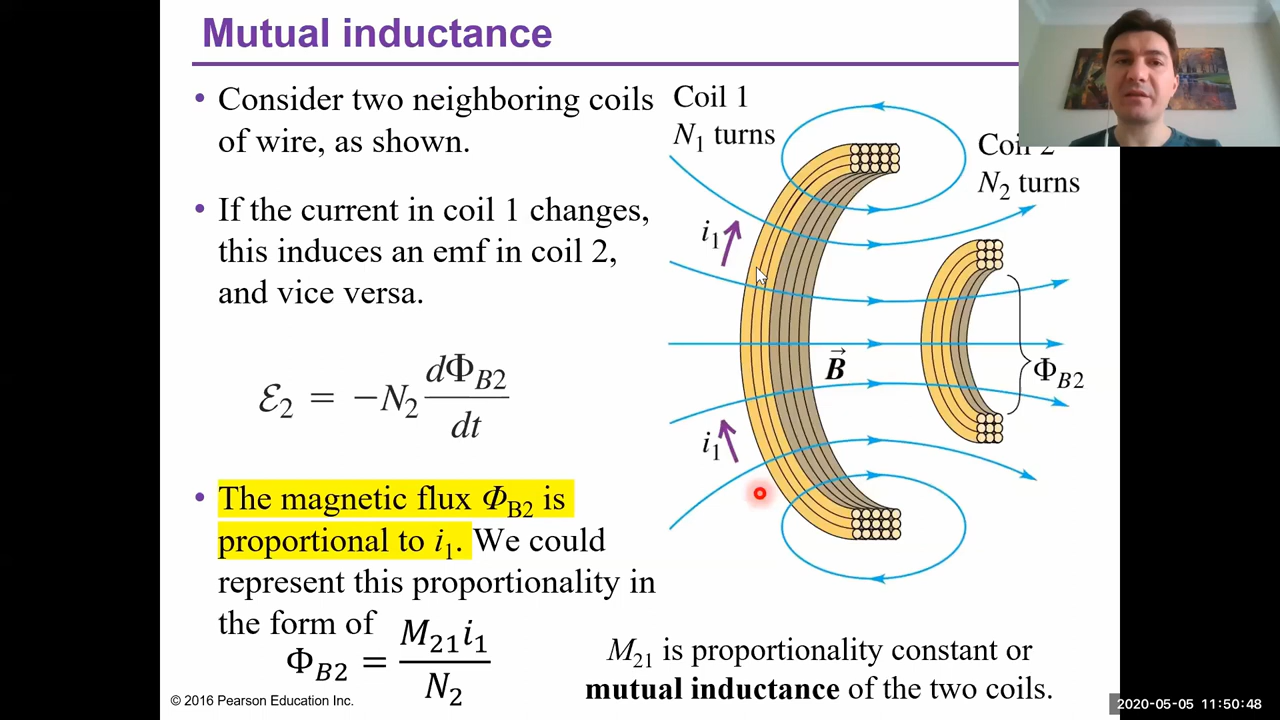 Mutual inductance
• Consider two neighboring coils
of wire, as shown.
• If the current in coil 1 changes,
this induces an emf in coil 2,
and vice versa.
ℰ₂ = −N₂ dΦ_B2/dt
• The magnetic flux Φ_B2 is
proportional to i₁. We could
represent this proportionality in
the form of
Φ_B2 = M₂₁i₁/N₂
Coil 1
N₁ turns
Coil 2
N₂ turns
i₁
B⃗
Φ_B2
i₁
M₂₁ is proportionality constant or
mutual inductance of the two coils.
© 2016 Pearson Education Inc.
2020-05-05 11:50:48